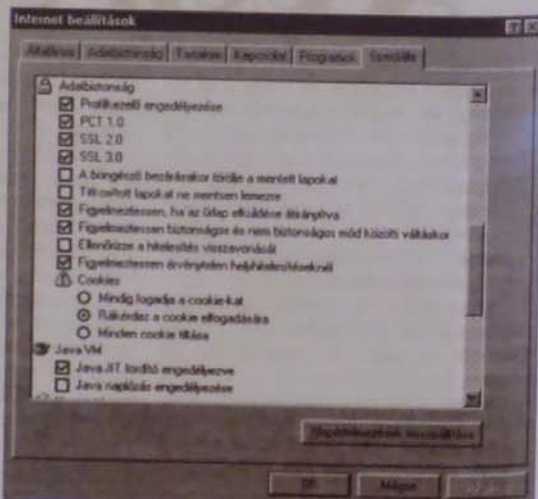 Internet beállítások
Általános Adatbiztonság Tartalom Kapcsolat Programok Speciális
Adatbiztonság
Profilkezelő engedélyezése
PCT 1.0
SSL 2.0
SSL 3.0
A böngésző bezárásakor törölje a mentett lapokat
Titkosított lapokat ne mentsen lemezre
Figyelmeztessen, ha az űrlap elküldése átirányítva
Figyelmeztessen biztonságos és nem biztonságos mód közötti váltáskor
Ellenőrizze a hitelesítés visszavonását
Figyelmeztessen érvénytelen helyhitelesítéseknél
Cookies
Mindig fogadja a cookie-kat
Rákérdez a cookie elfogadására
Minden cookie tiltása
Java VM
Java JIT fordító engedélyezve
Java naplózás engedélyezése
OK Mégse